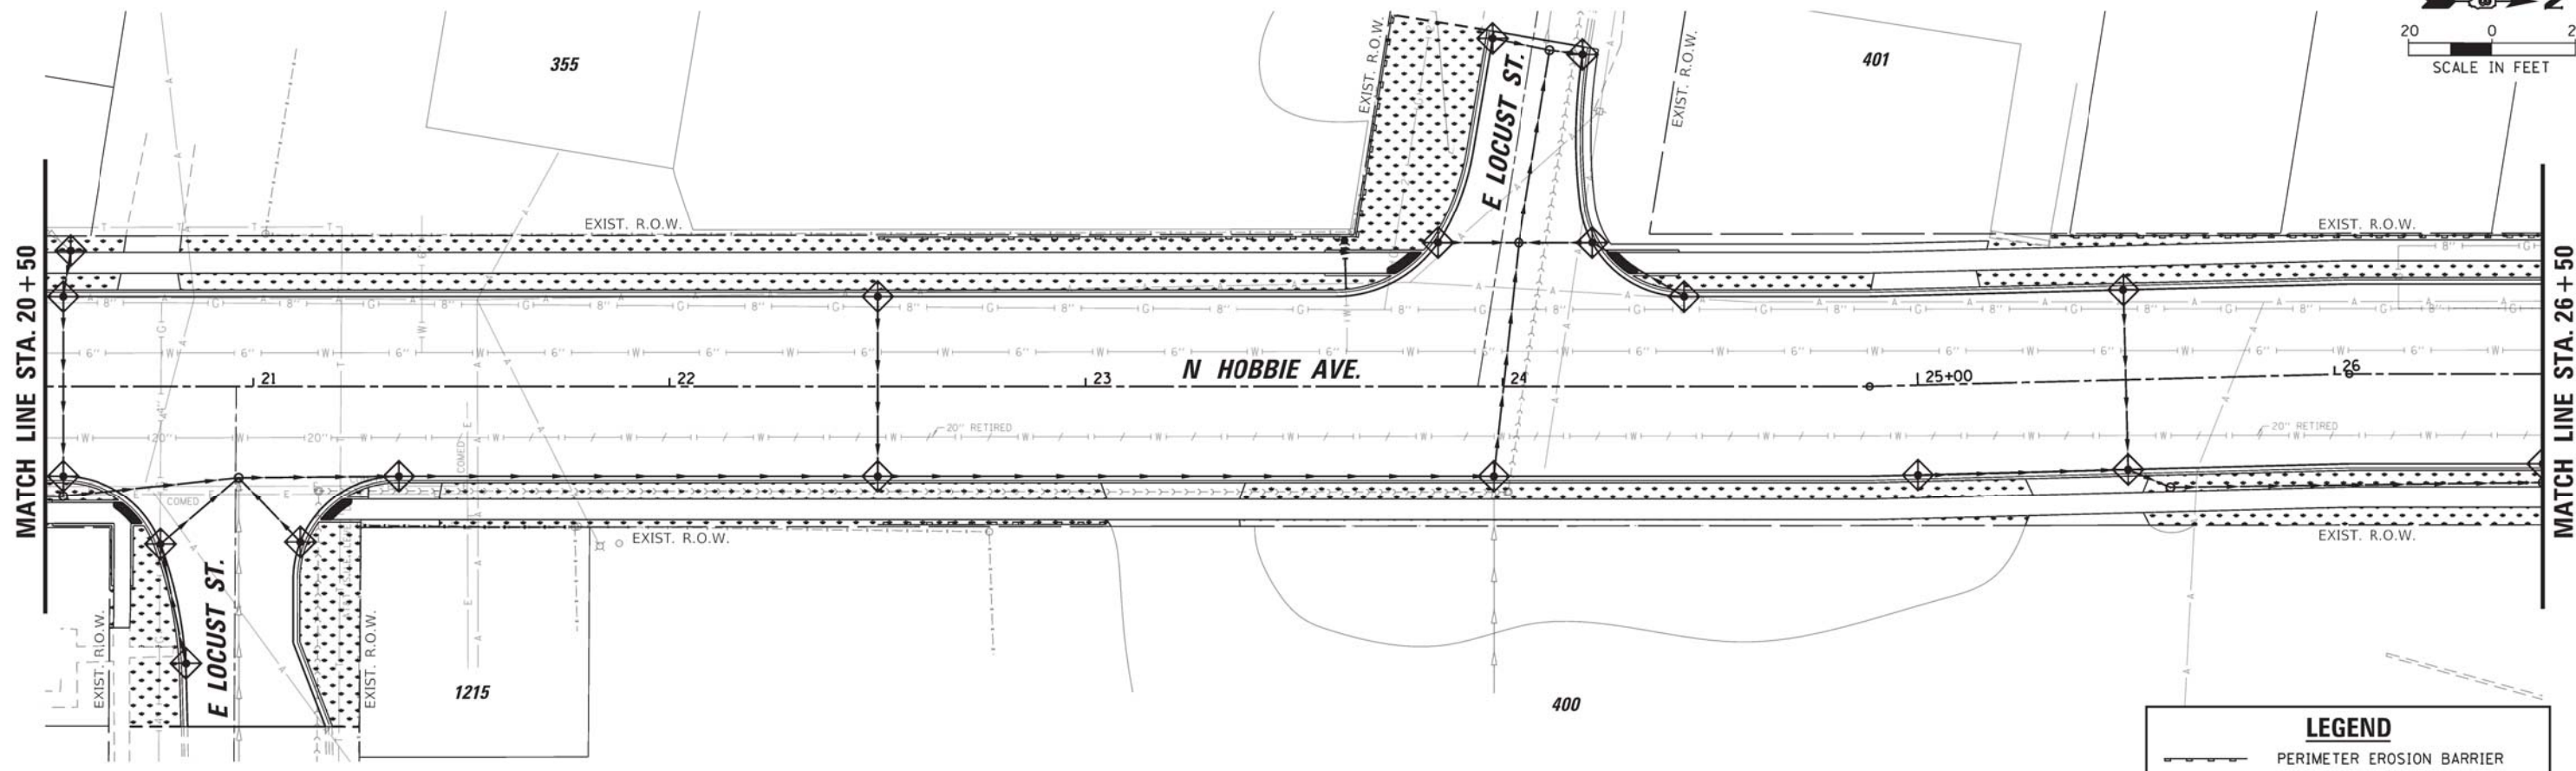 N
20 0 2
SCALE IN FEET
355
401
EXIST. R.O.W.
EXIST. R.O.W.
E LOCUST ST.
EXIST. R.O.W.
EXIST. R.O.W.
MATCH LINE STA. 20+50
MATCH LINE STA. 26+50
N HOBBIE AVE.
21 22 23 24 25+00 26
20" RETIRED
20" RETIRED
COMED
COMED
EXIST. R.O.W.
EXIST. R.O.W.
EXIST. R.O.W.
E LOCUST ST.
EXIST. R.O.W.
1215
400
LEGEND
PERIMETER EROSION BARRIER